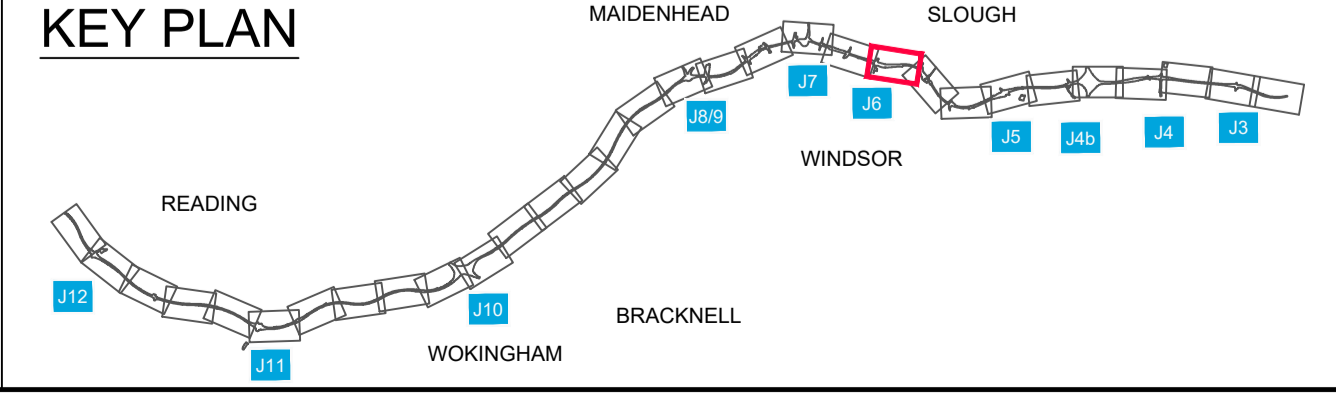 KEY PLAN
MAIDENHEAD
SLOUGH
J7
J6
J8/9
J5
J4b
J4
J3
WINDSOR
READING
J12
J10
BRACKNELL
WOKINGHAM
J11